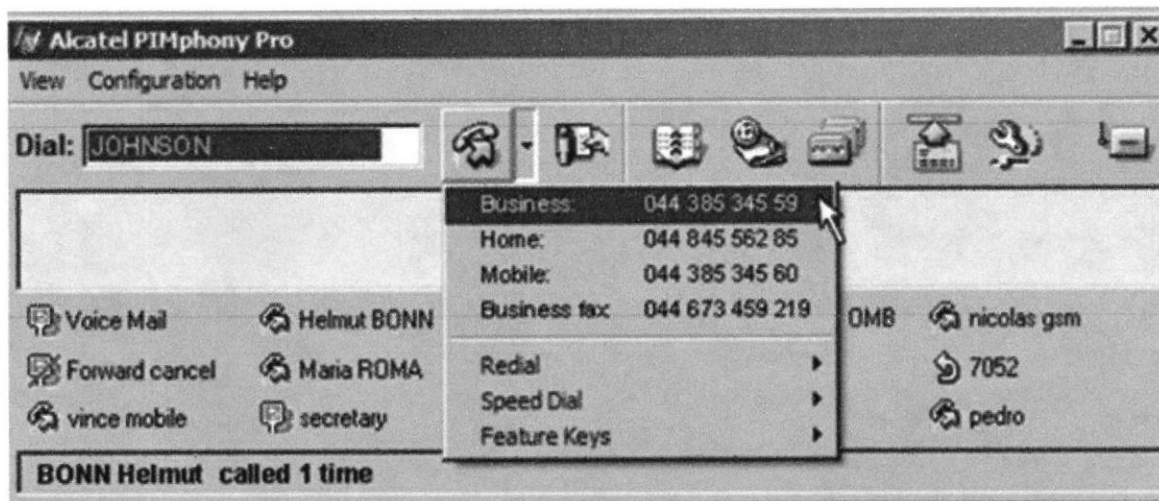 Alcatel PIMphony Pro
View Configuration Help
Dial: JOHNSON
Business: 044 385 345 59
Home: 044 845 562 85
Mobile: 044 385 345 60
Business fax: 044 673 459 219
Redial
Speed Dial
Feature Keys
Voice Mail Helmut BONN OMB nicolas gsm
Forward cancel Maria ROMA 7052
vince mobile secretary pedro
BONN Helmut called 1 time